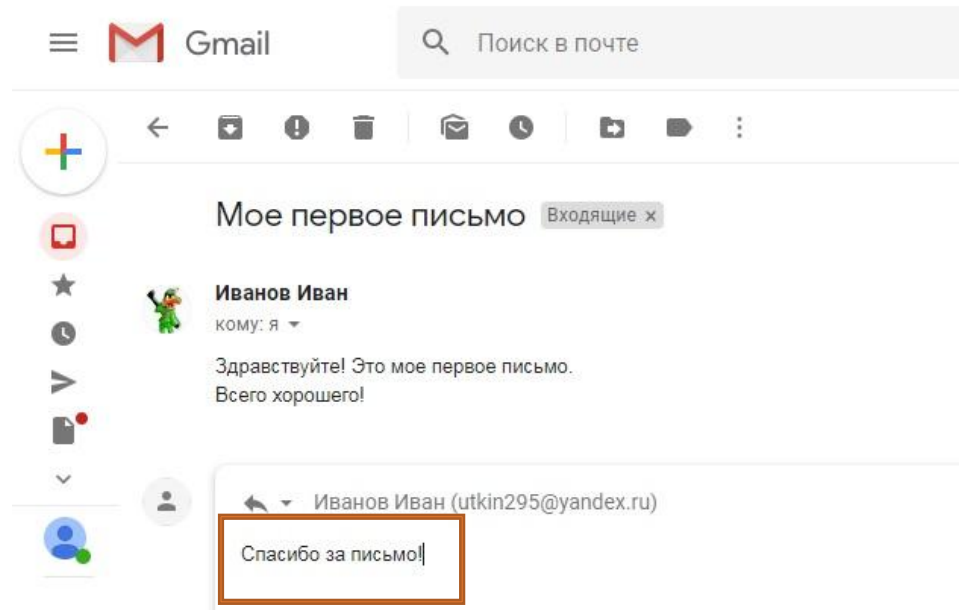 Gmail
Поиск в почте
Мое первое письмо Входящие x
Иванов Иван
кому: я
Здравствуйте! Это мое первое письмо.
Всего хорошего!
Иванов Иван (utkin295@yandex.ru)
Спасибо за письмо!